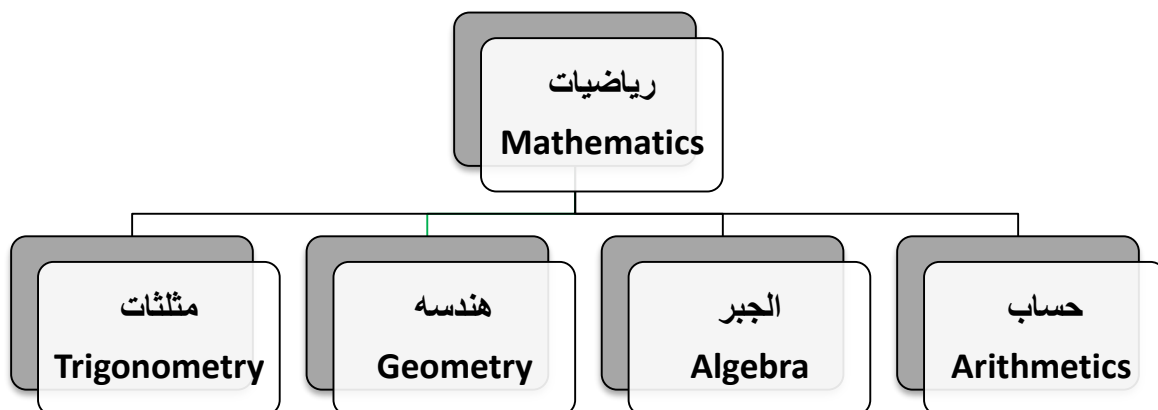 رياضيات
Mathematics
مثلثات
Trigonometry
هندسه
Geometry
الجبر
Algebra
حساب
Arithmetics